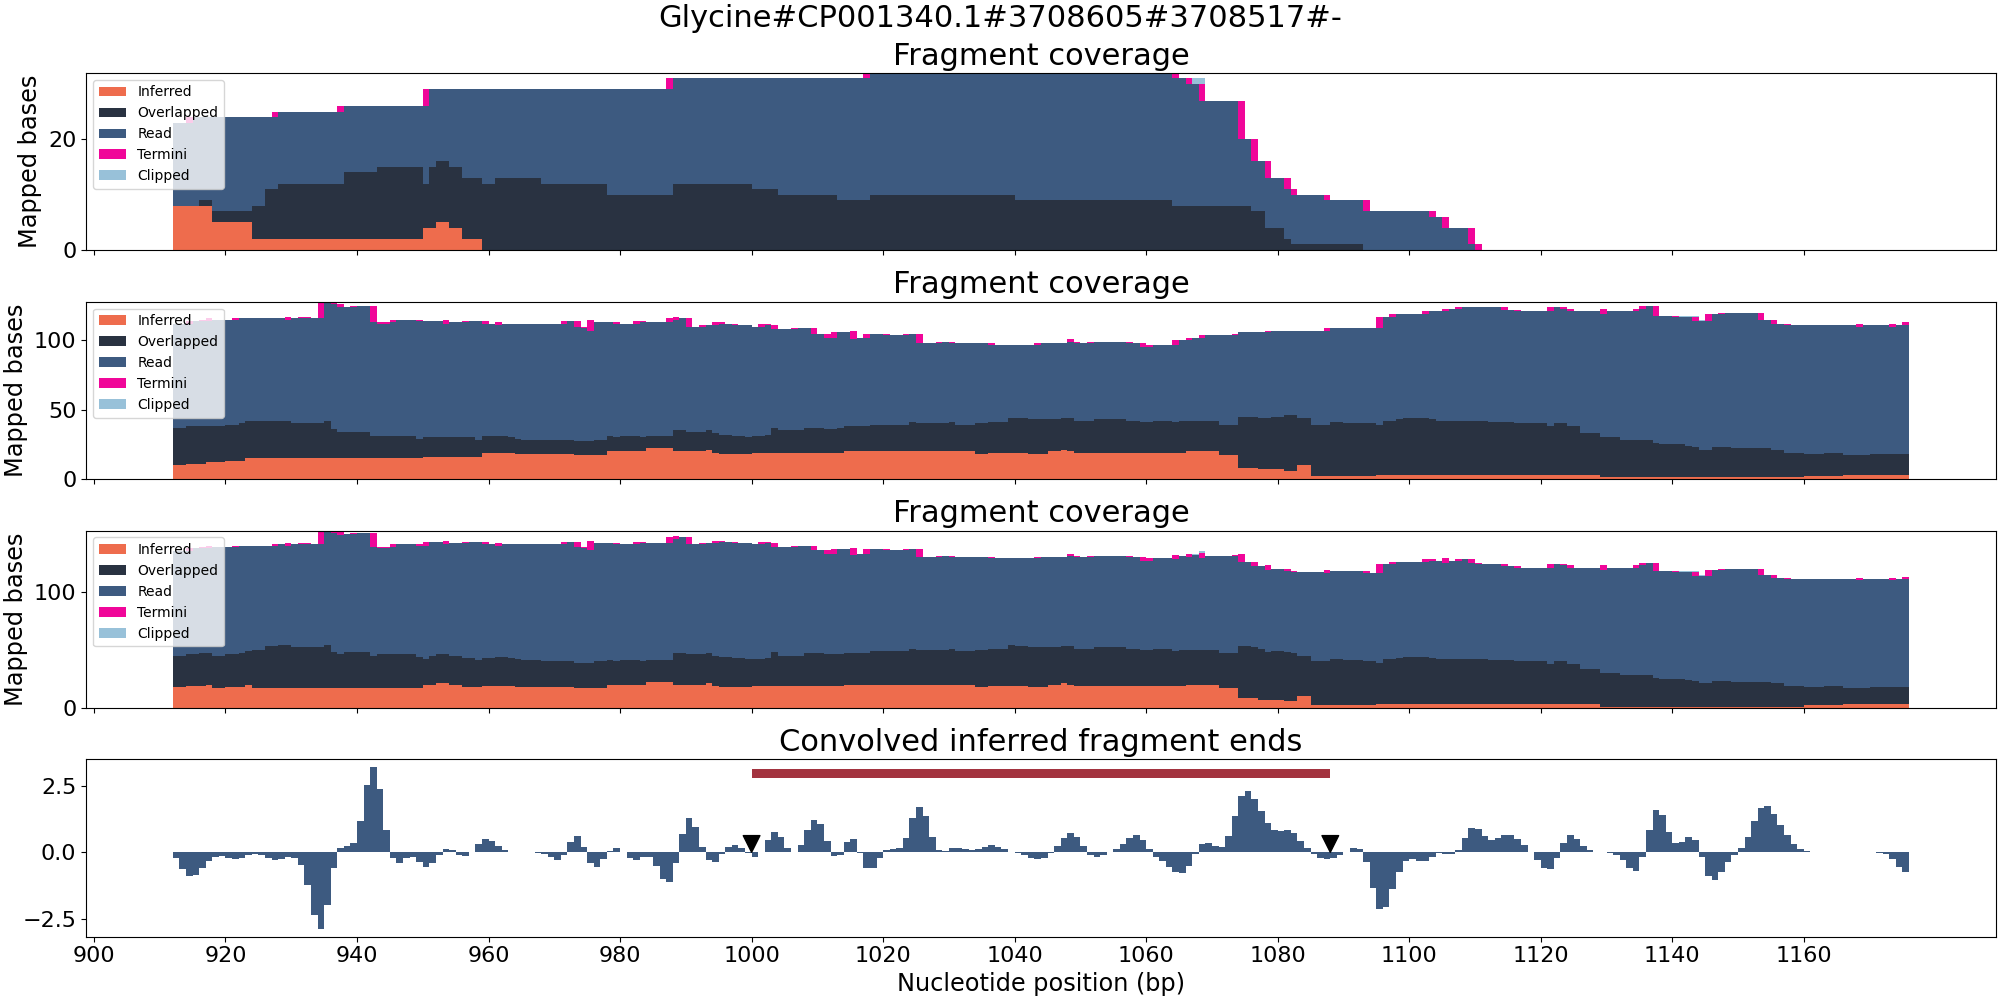 Glycine#CP001340.1#3708605#3708517#-
Fragment coverage
Mapped bases
20
0
Inferred
Overlapped
Read
Termini
Clipped
Fragment coverage
Mapped bases
100
50
0
Inferred
Overlapped
Read
Termini
Clipped
Fragment coverage
Mapped bases
100
0
Inferred
Overlapped
Read
Termini
Clipped
Convolved inferred fragment ends
2.5
0.0
−2.5
900 920 940 960 980 1000 1020 1040 1060 1080 1100 1120 1140 1160
Nucleotide position (bp)